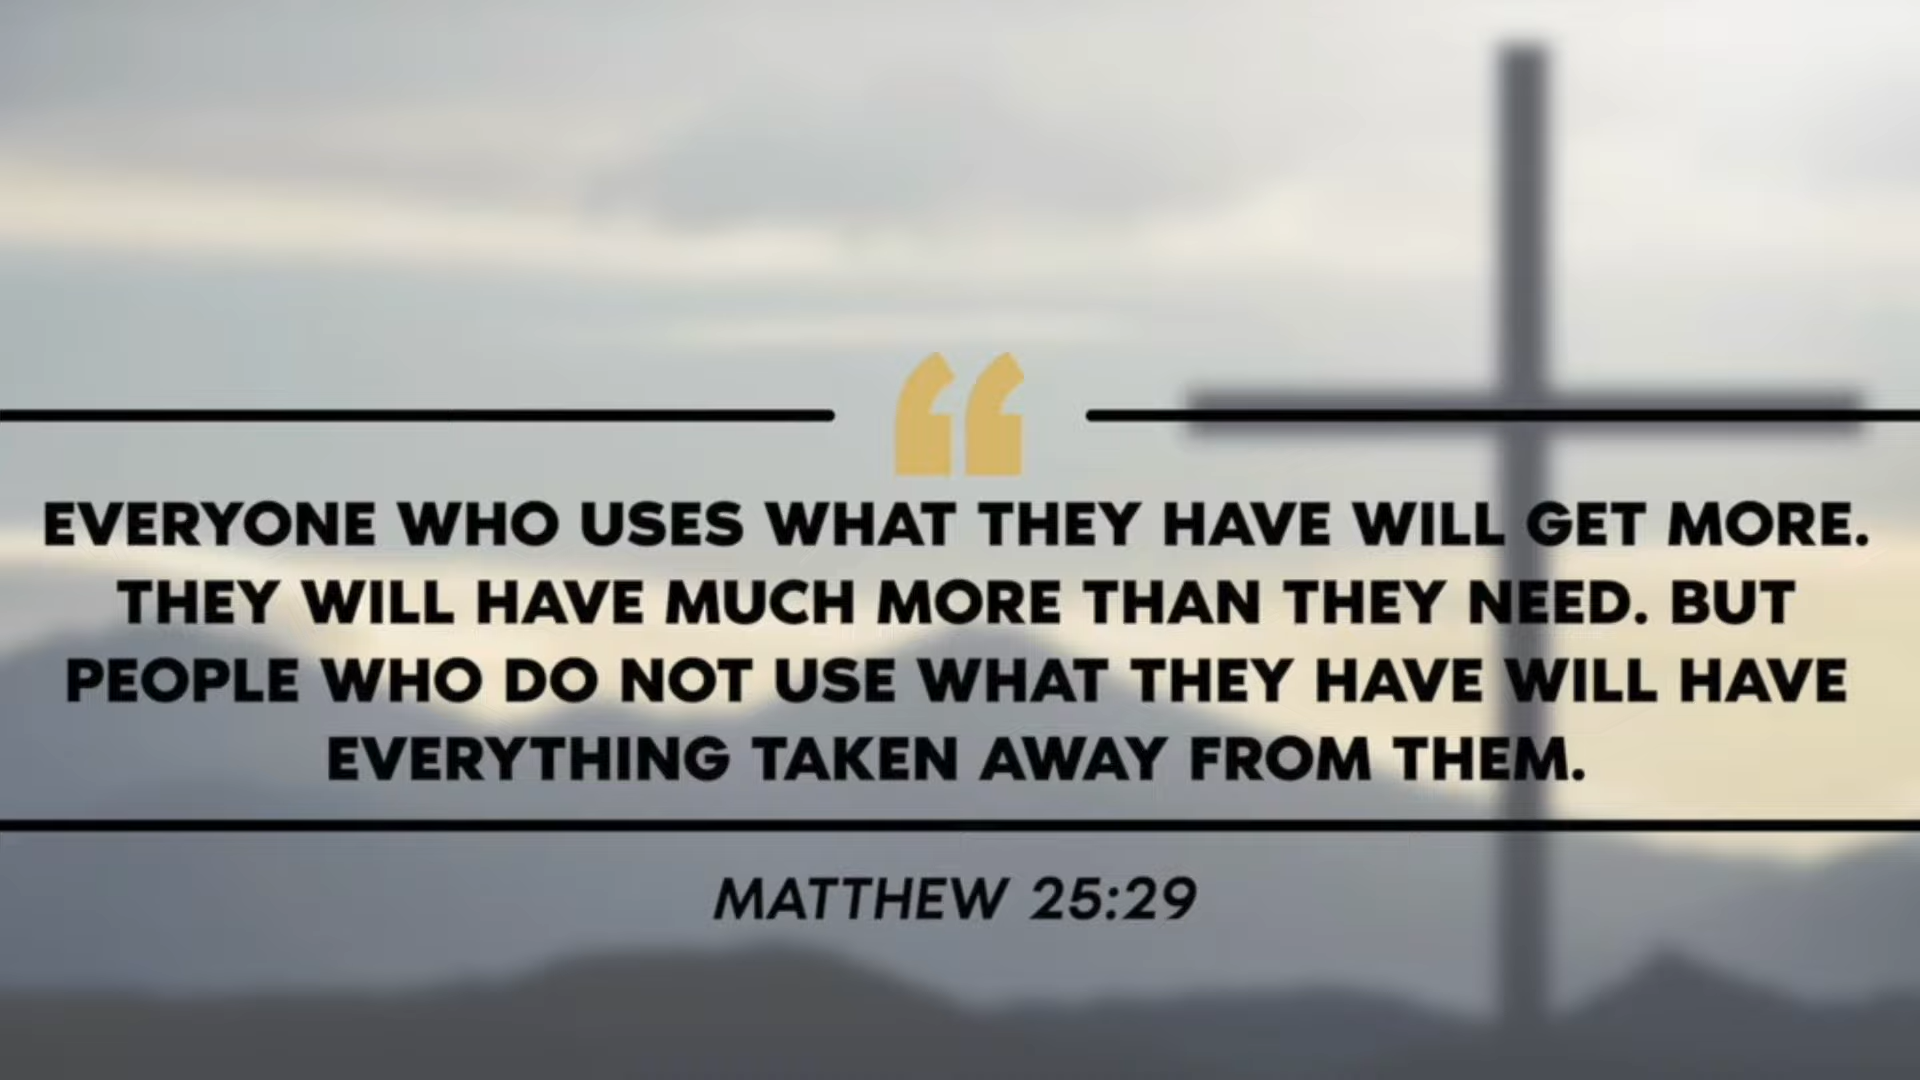 “
EVERYONE WHO USES WHAT THEY HAVE WILL GET MORE.
THEY WILL HAVE MUCH MORE THAN THEY NEED. BUT
PEOPLE WHO DO NOT USE WHAT THEY HAVE WILL HAVE
EVERYTHING TAKEN AWAY FROM THEM.
MATTHEW 25:29